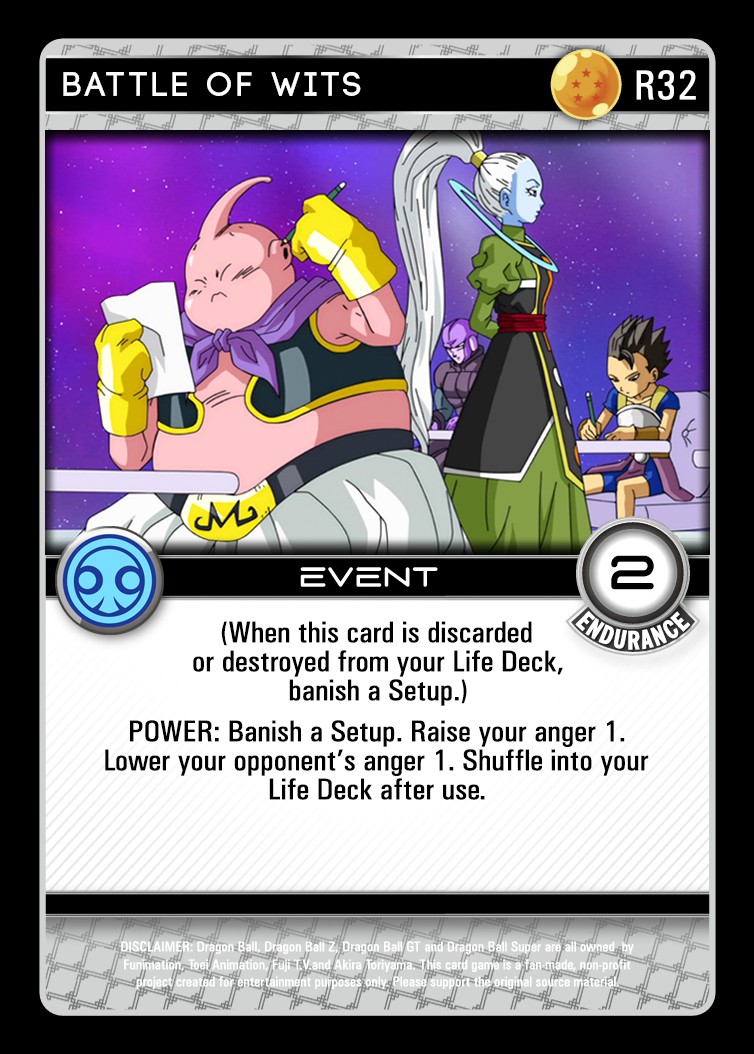 BATTLE OF WITS
R32
EVENT
2
ENDURANCE
(When this card is discarded
or destroyed from your Life Deck,
banish a Setup.)
POWER: Banish a Setup. Raise your anger 1.
Lower your opponent's anger 1. Shuffle into your
Life Deck after use.
DISCLAIMER: Dragon Ball, Dragon Ball Z, Dragon Ball GT and Dragon Ball Super are all owned by
Funimation, Toei Animation, Fuji T.V.and Akira Toriyama. This card game is a fan-made, non-profit
project created for entertainment purposes only. Please support the original source material.